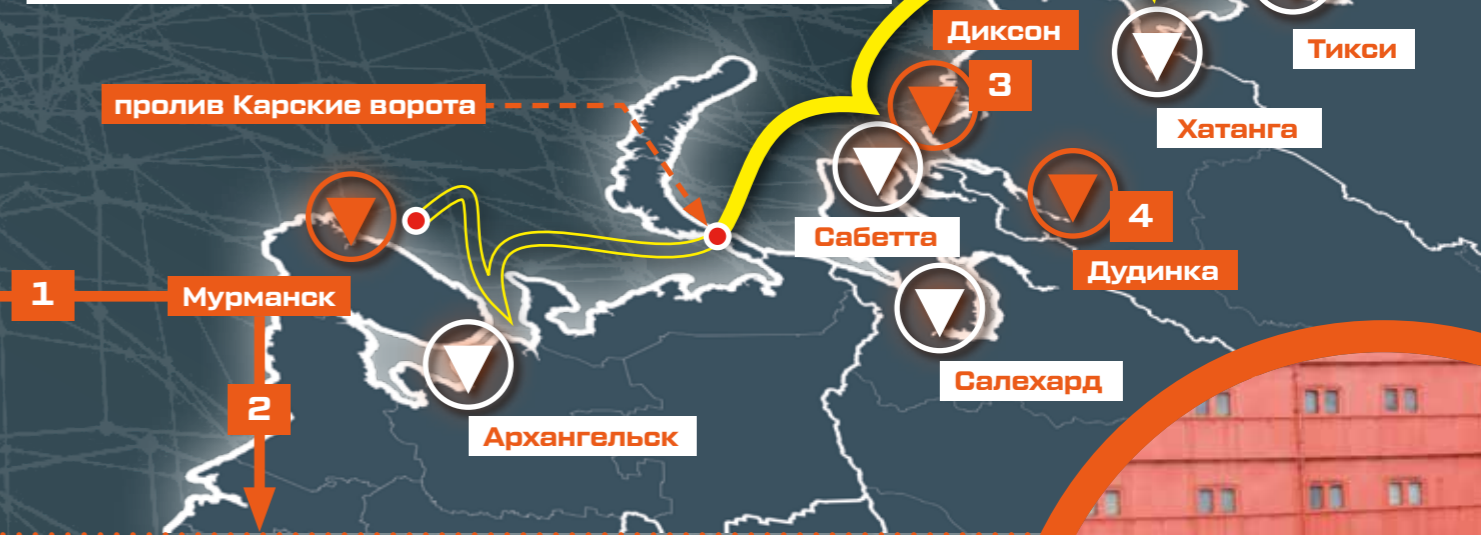 Диксон
Тикси
3
пролив Карские ворота
Хатанга
4
Сабетта
Дудинка
1
Мурманск
Салехард
2
Архангельск